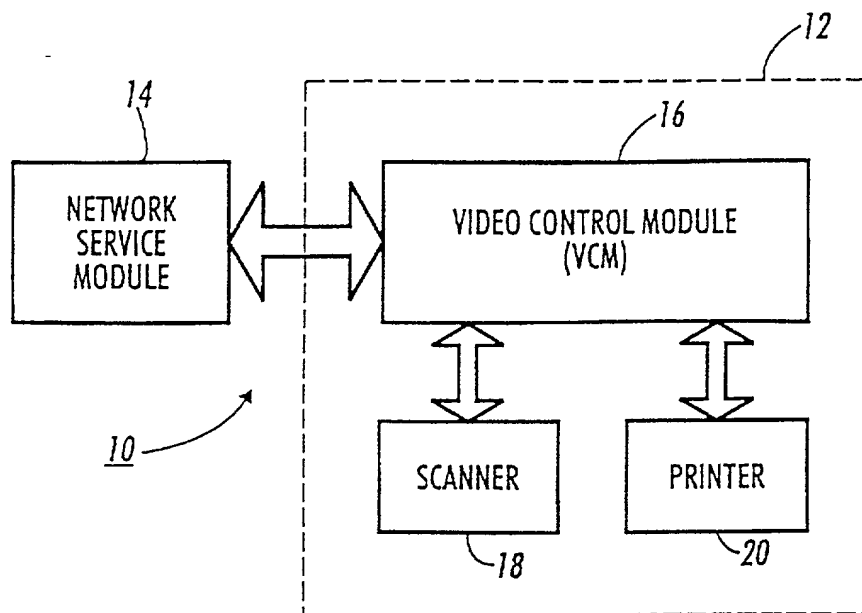 12
14
16
NETWORK
SERVICE
MODULE
VIDEO CONTROL MODULE
(VCM)
10
SCANNER
PRINTER
18
20